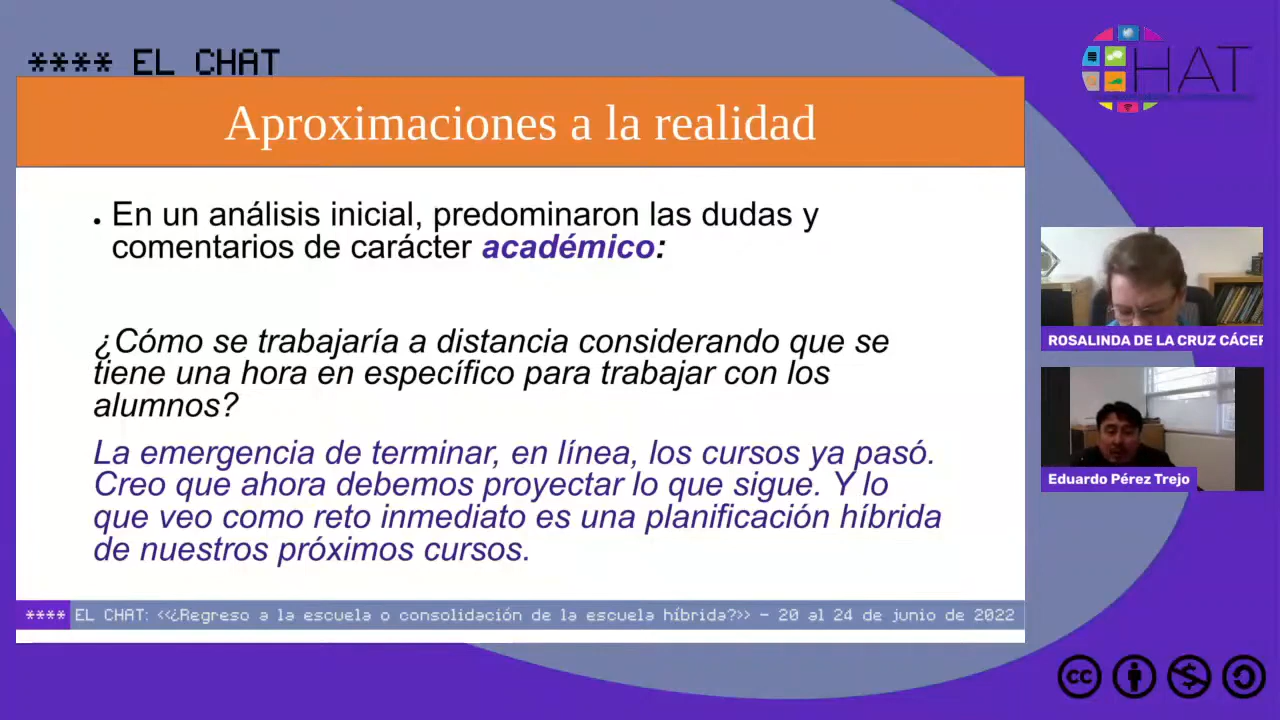 **** EL CHAT
HAT
Aproximaciones a la realidad
• En un análisis inicial, predominaron las dudas y
comentarios de carácter académico:
¿Cómo se trabajaría a distancia considerando que se
tiene una hora en específico para trabajar con los
alumnos?
La emergencia de terminar, en línea, los cursos ya pasó.
Creo que ahora debemos proyectar lo que sigue. Y lo
que veo como reto inmediato es una planificación híbrida
de nuestros próximos cursos.
**** EL CHAT: <<¿Regreso a la escuela o consolidación de la escuela híbrida?>> – 20 al 24 de junio de 2022
ROSALINDA DE LA CRUZ CÁCER
Eduardo Pérez Trejo
cc